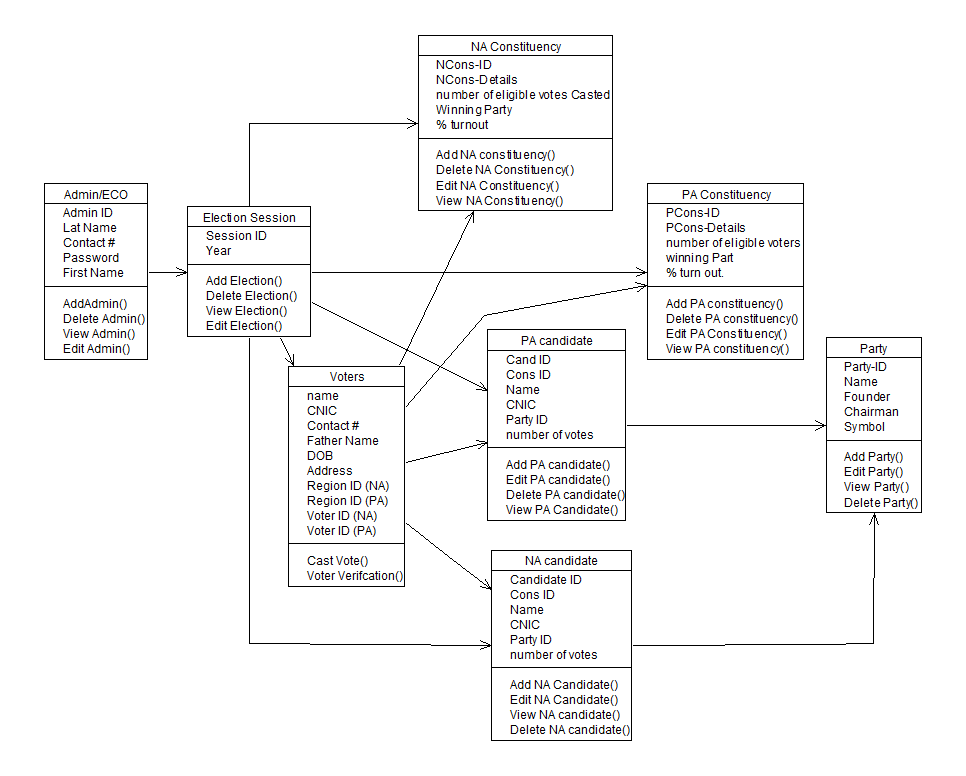 NA Constituency
NCons-ID
NCons-Details
number of eligible votes Casted
Winning Party
% turnout
Add NA constituency()
Delete NA Constituency()
Edit NA Constituency()
View NA Constituency()
Admin/ECO
Admin ID
Lat Name
Contact #
Password
First Name
AddAdmin()
Delete Admin()
View Admin()
Edit Admin()
Election Session
Session ID
Year
Add Election()
Delete Election()
View Election()
Edit Election()
PA Constituency
PCons-ID
PCons-Details
number of eligible voters
winning Part
% turn out.
Add PA constituency()
Delete PA constituency()
Edit PA Constituency()
View PA constituency()
Voters
name
CNIC
Contact #
Father Name
DOB
Address
Region ID (NA)
Region ID (PA)
Voter ID (NA)
Voter ID (PA)
Cast Vote()
Voter Verifcation()
PA candidate
Cand ID
Cons ID
Name
CNIC
Party ID
number of votes
Add PA candidate()
Edit PA candidate()
Delete PA candidate()
View PA Candidate()
Party
Party-ID
Name
Founder
Chairman
Symbol
Add Party()
Edit Party()
View Party()
Delete Party()
NA candidate
Candidate ID
Cons ID
Name
CNIC
Party ID
number of votes
Add NA Candidate()
Edit NA Candidate()
View NA candidate()
Delete NA candidate()